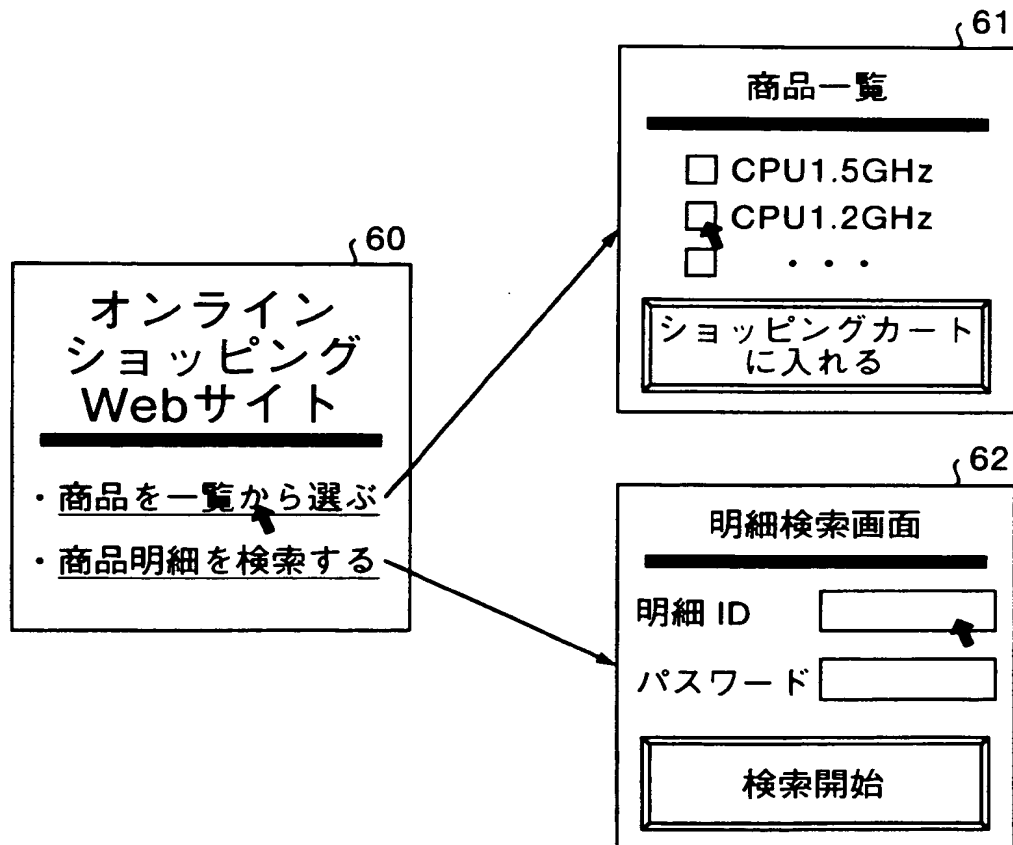 60
オンライン
ショッピング
Webサイト
・商品を一覧から選ぶ
・商品明細を検索する
61
商品一覧
CPU1.5GHz
CPU1.2GHz
・・・
ショッピングカート
に入れる
62
明細検索画面
明細 ID
パスワード
検索開始